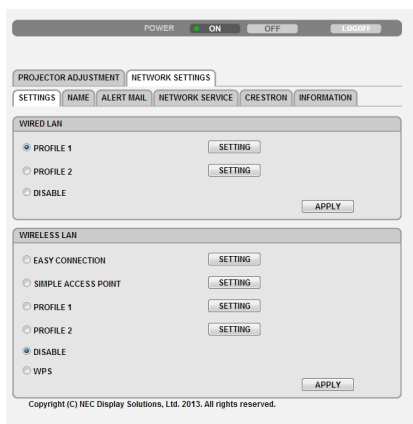 POWER ON OFF LOGOFF
PROJECTOR ADJUSTMENT NETWORK SETTINGS
SETTINGS NAME ALERT MAIL NETWORK SERVICE CRESTRON INFORMATION
WIRED LAN
PROFILE 1 SETTING
PROFILE 2 SETTING
DISABLE
APPLY
WIRELESS LAN
EASY CONNECTION SETTING
SIMPLE ACCESS POINT SETTING
PROFILE 1 SETTING
PROFILE 2 SETTING
DISABLE
WPS
APPLY
Copyright (C) NEC Display Solutions, Ltd. 2013. All rights reserved.